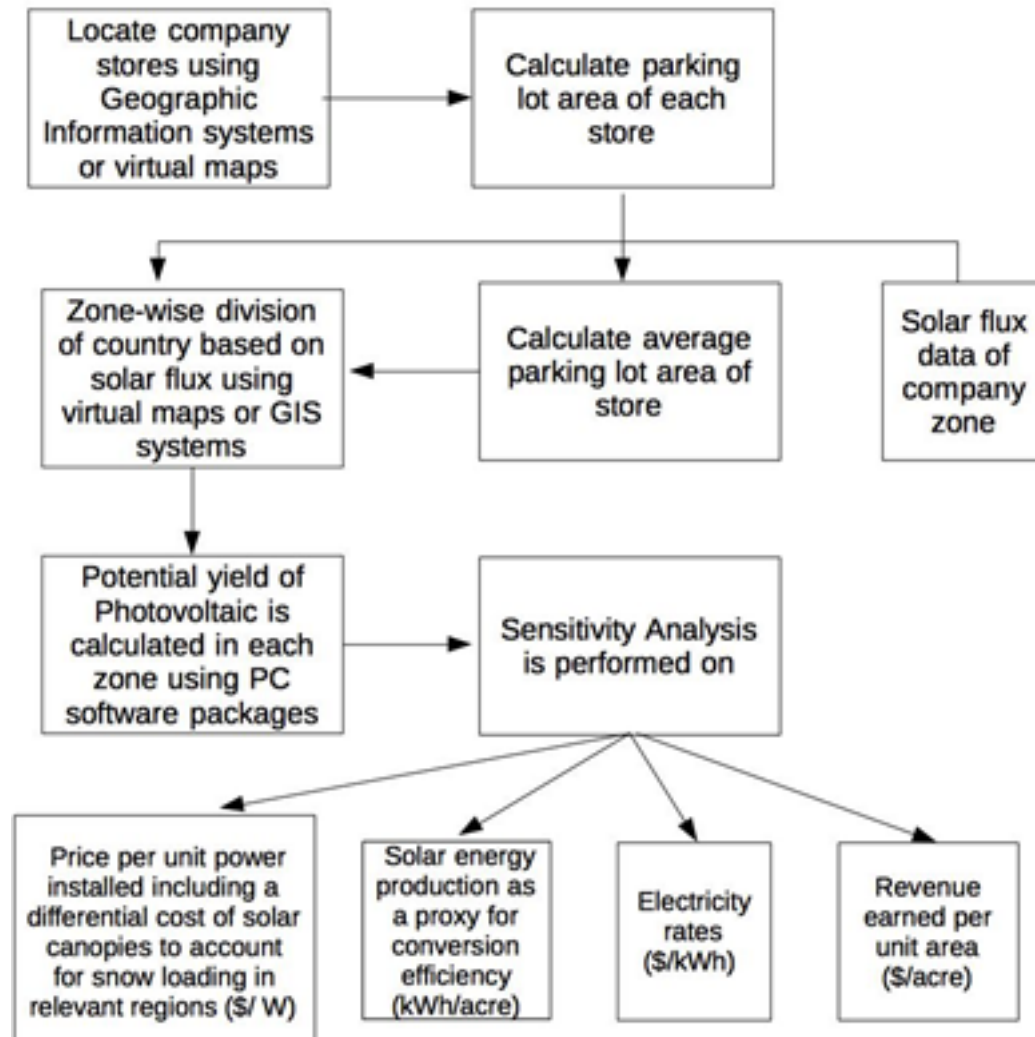 Locate company
stores using
Geographic
Information systems
or virtual maps
Calculate parking
lot area of each
store
Zone-wise division
of country based on
solar flux using
virtual maps or GIS
systems
Calculate average
parking lot area of
store
Solar flux
data of
company
zone
Potential yield of
Photovoltaic is
calculated in each
zone using PC
software packages
Sensitivity Analysis
is performed on
Price per unit power
installed including a
differential cost of solar
canopies to account
for snow loading in
relevant regions ($/ W)
Solar energy
production as
a proxy for
conversion
efficiency
(kWh/acre)
Electricity
rates
($/kWh)
Revenue
earned per
unit area
($/acre)